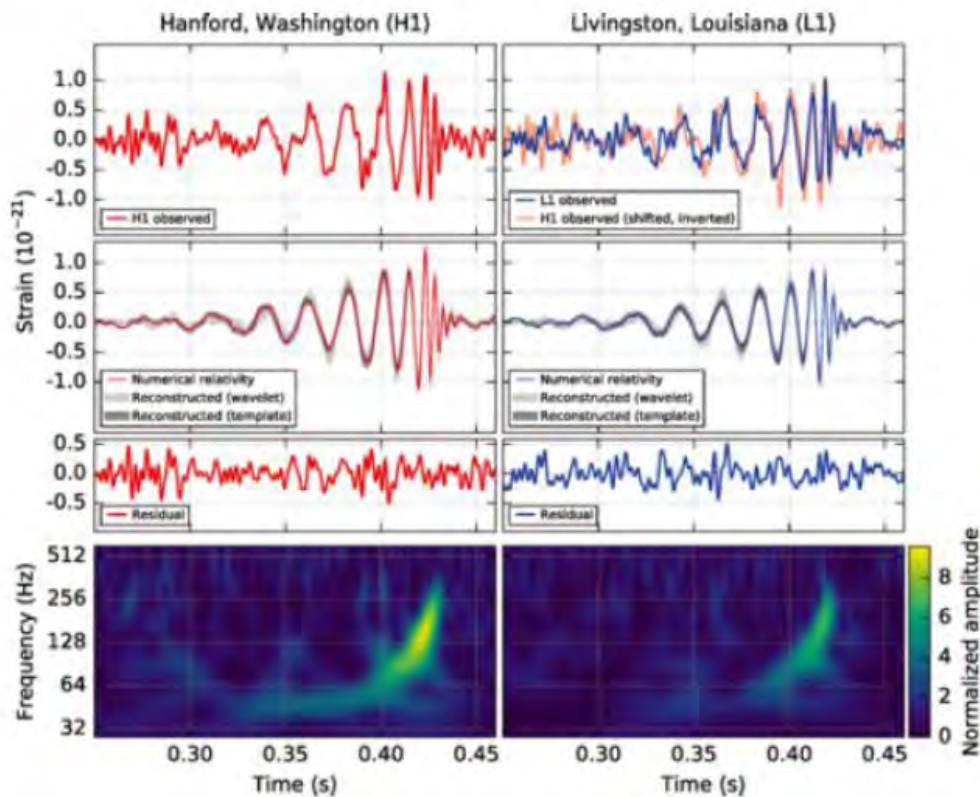 Hanford, Washington (H1)
Livingston, Louisiana (L1)
Strain (10⁻²¹)
1.0
0.5
0.0
-0.5
-1.0
H1 observed
L1 observed
H1 observed (shifted, inverted)
1.0
0.5
0.0
-0.5
-1.0
Numerical relativity
Reconstructed (wavelet)
Reconstructed (template)
Numerical relativity
Reconstructed (wavelet)
Reconstructed (template)
0.5
0.0
-0.5
Residual
Residual
Frequency (Hz)
512
256
128
64
32
Normalized amplitude
8
6
4
2
0
0.30 0.35 0.40 0.45
0.30 0.35 0.40 0.45
Time (s)
Time (s)